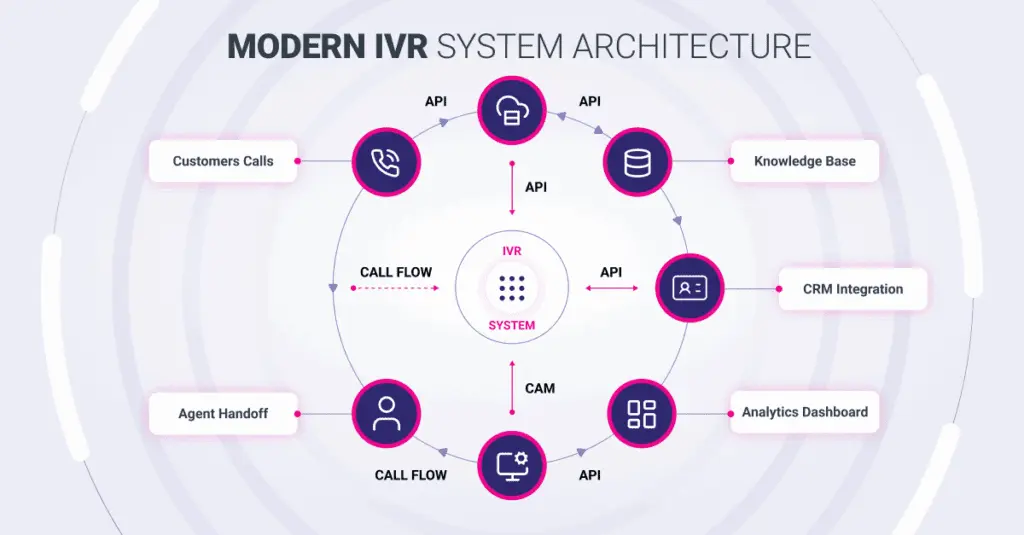 MODERN IVR SYSTEM ARCHITECTURE
API
API
Customers Calls
Knowledge Base
API
IVR
CALL FLOW
API
CRM Integration
SYSTEM
CAM
Agent Handoff
Analytics Dashboard
CALL FLOW
API